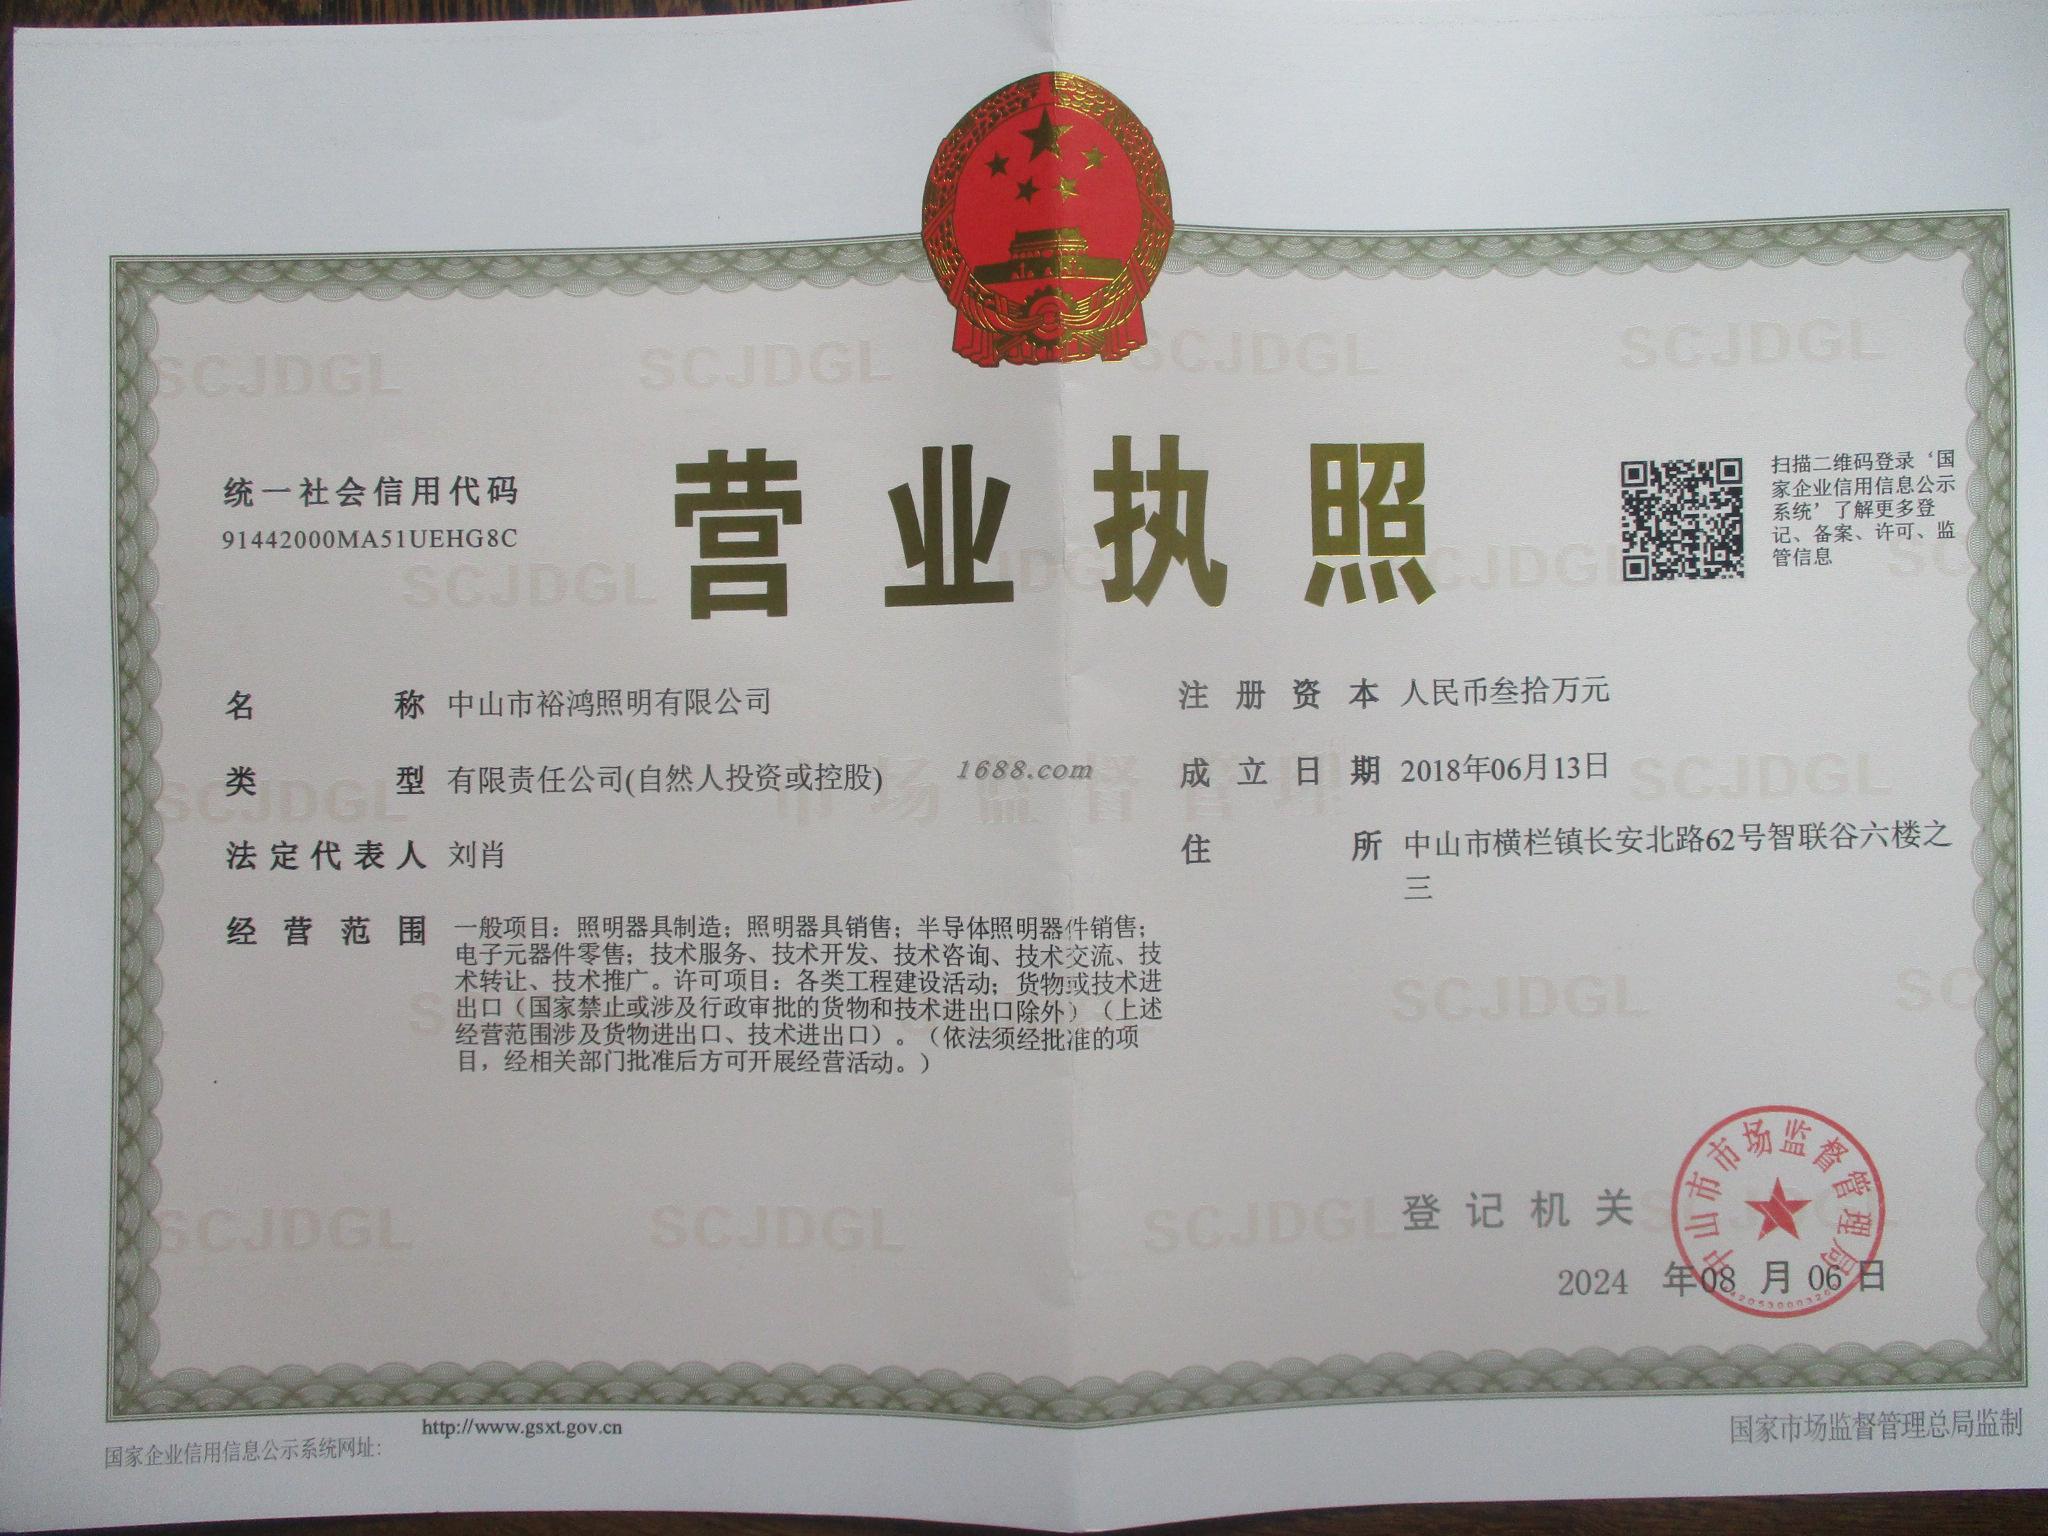 统一社会信用代码
91442000MA51UEHG8C
营业执照
扫描二维码登录‘国
家企业信用信息公示
系统’了解更多登
记、备案、许可、监
管信息
名称 中山市裕鸿照明有限公司
类型 有限责任公司(自然人投资或控股)
法定代表人 刘肖
经营范围 一般项目：照明器具制造；照明器具销售；半导体照明器件销售；
电子元器件零售；技术服务、技术开发、技术咨询、技术交流、技
术转让、技术推广。许可项目：各类工程建设活动；货物或技术进
出口（国家禁止或涉及行政审批的货物和技术进出口除外）（上述
经营范围涉及货物进出口、技术进出口）。（依法须经批准的项
目，经相关部门批准后方可开展经营活动。）
注册资本 人民币叁拾万元
成立日期 2018年06月13日
住所 中山市横栏镇长安北路62号智联谷六楼之
三
1688.com
市场监督管理
SCJDGL SCJDGL SCJDGL SCJDGL
SCJDGL
SCJDGL
SCJDGL
SCJDGL
SCJDGL SCJDGL SCJDGL
登记机关
中山市市场监督管理局
2024 年08 月 06 日
国家企业信用信息公示系统网址：
http://www.gsxt.gov.cn
国家市场监督管理总局监制